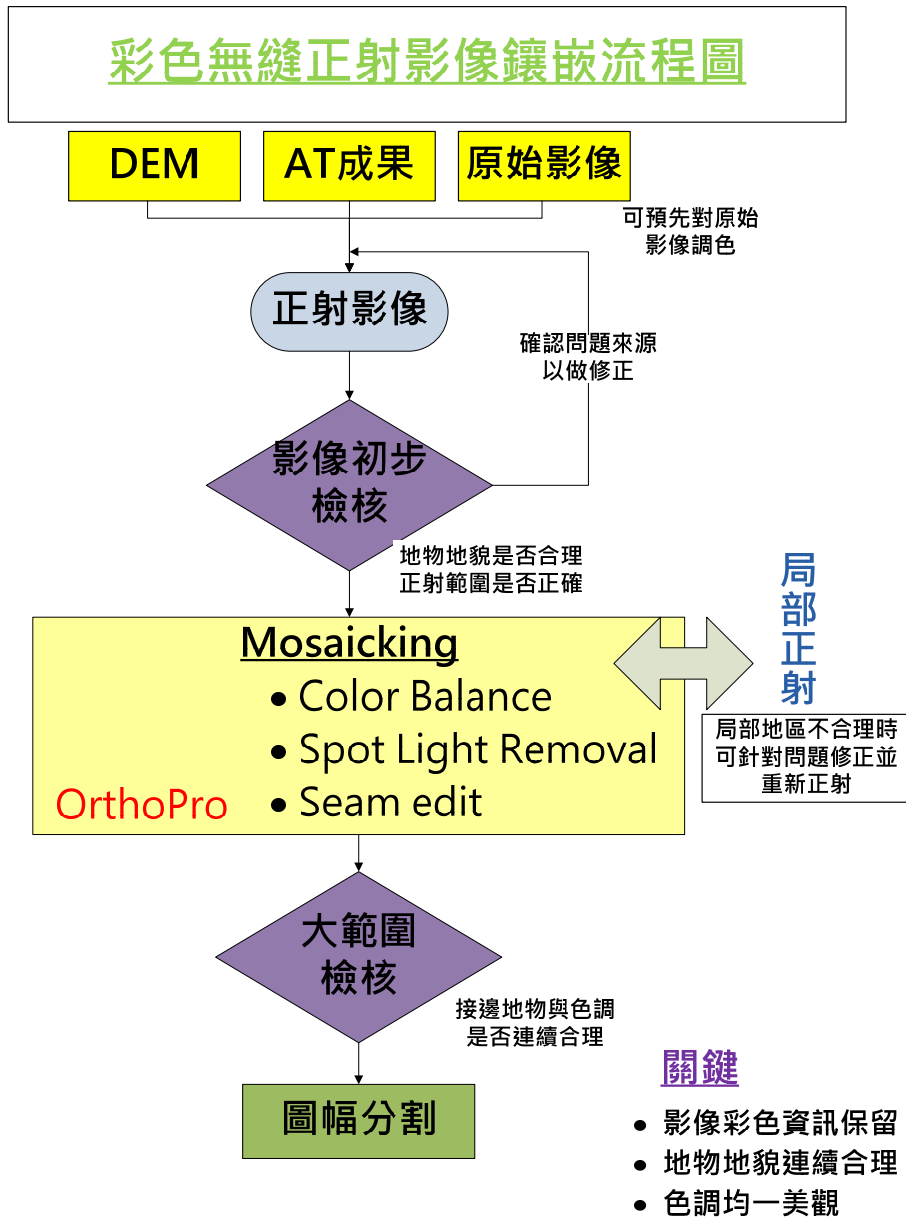 彩色無縫正射影像鑲嵌流程圖
DEM
AT成果
原始影像
可預先對原始
影像調色
正射影像
確認問題來源
以做修正
影像初步
檢核
地物地貌是否合理
正射範圍是否正確
局部正射
Mosaicking
• Color Balance
• Spot Light Removal
• Seam edit
OrthoPro
局部地區不合理時
可針對問題修正並
重新正射
大範圍
檢核
接邊地物與色調
是否連續合理
圖幅分割
關鍵
• 影像彩色資訊保留
• 地物地貌連續合理
• 色調均一美觀